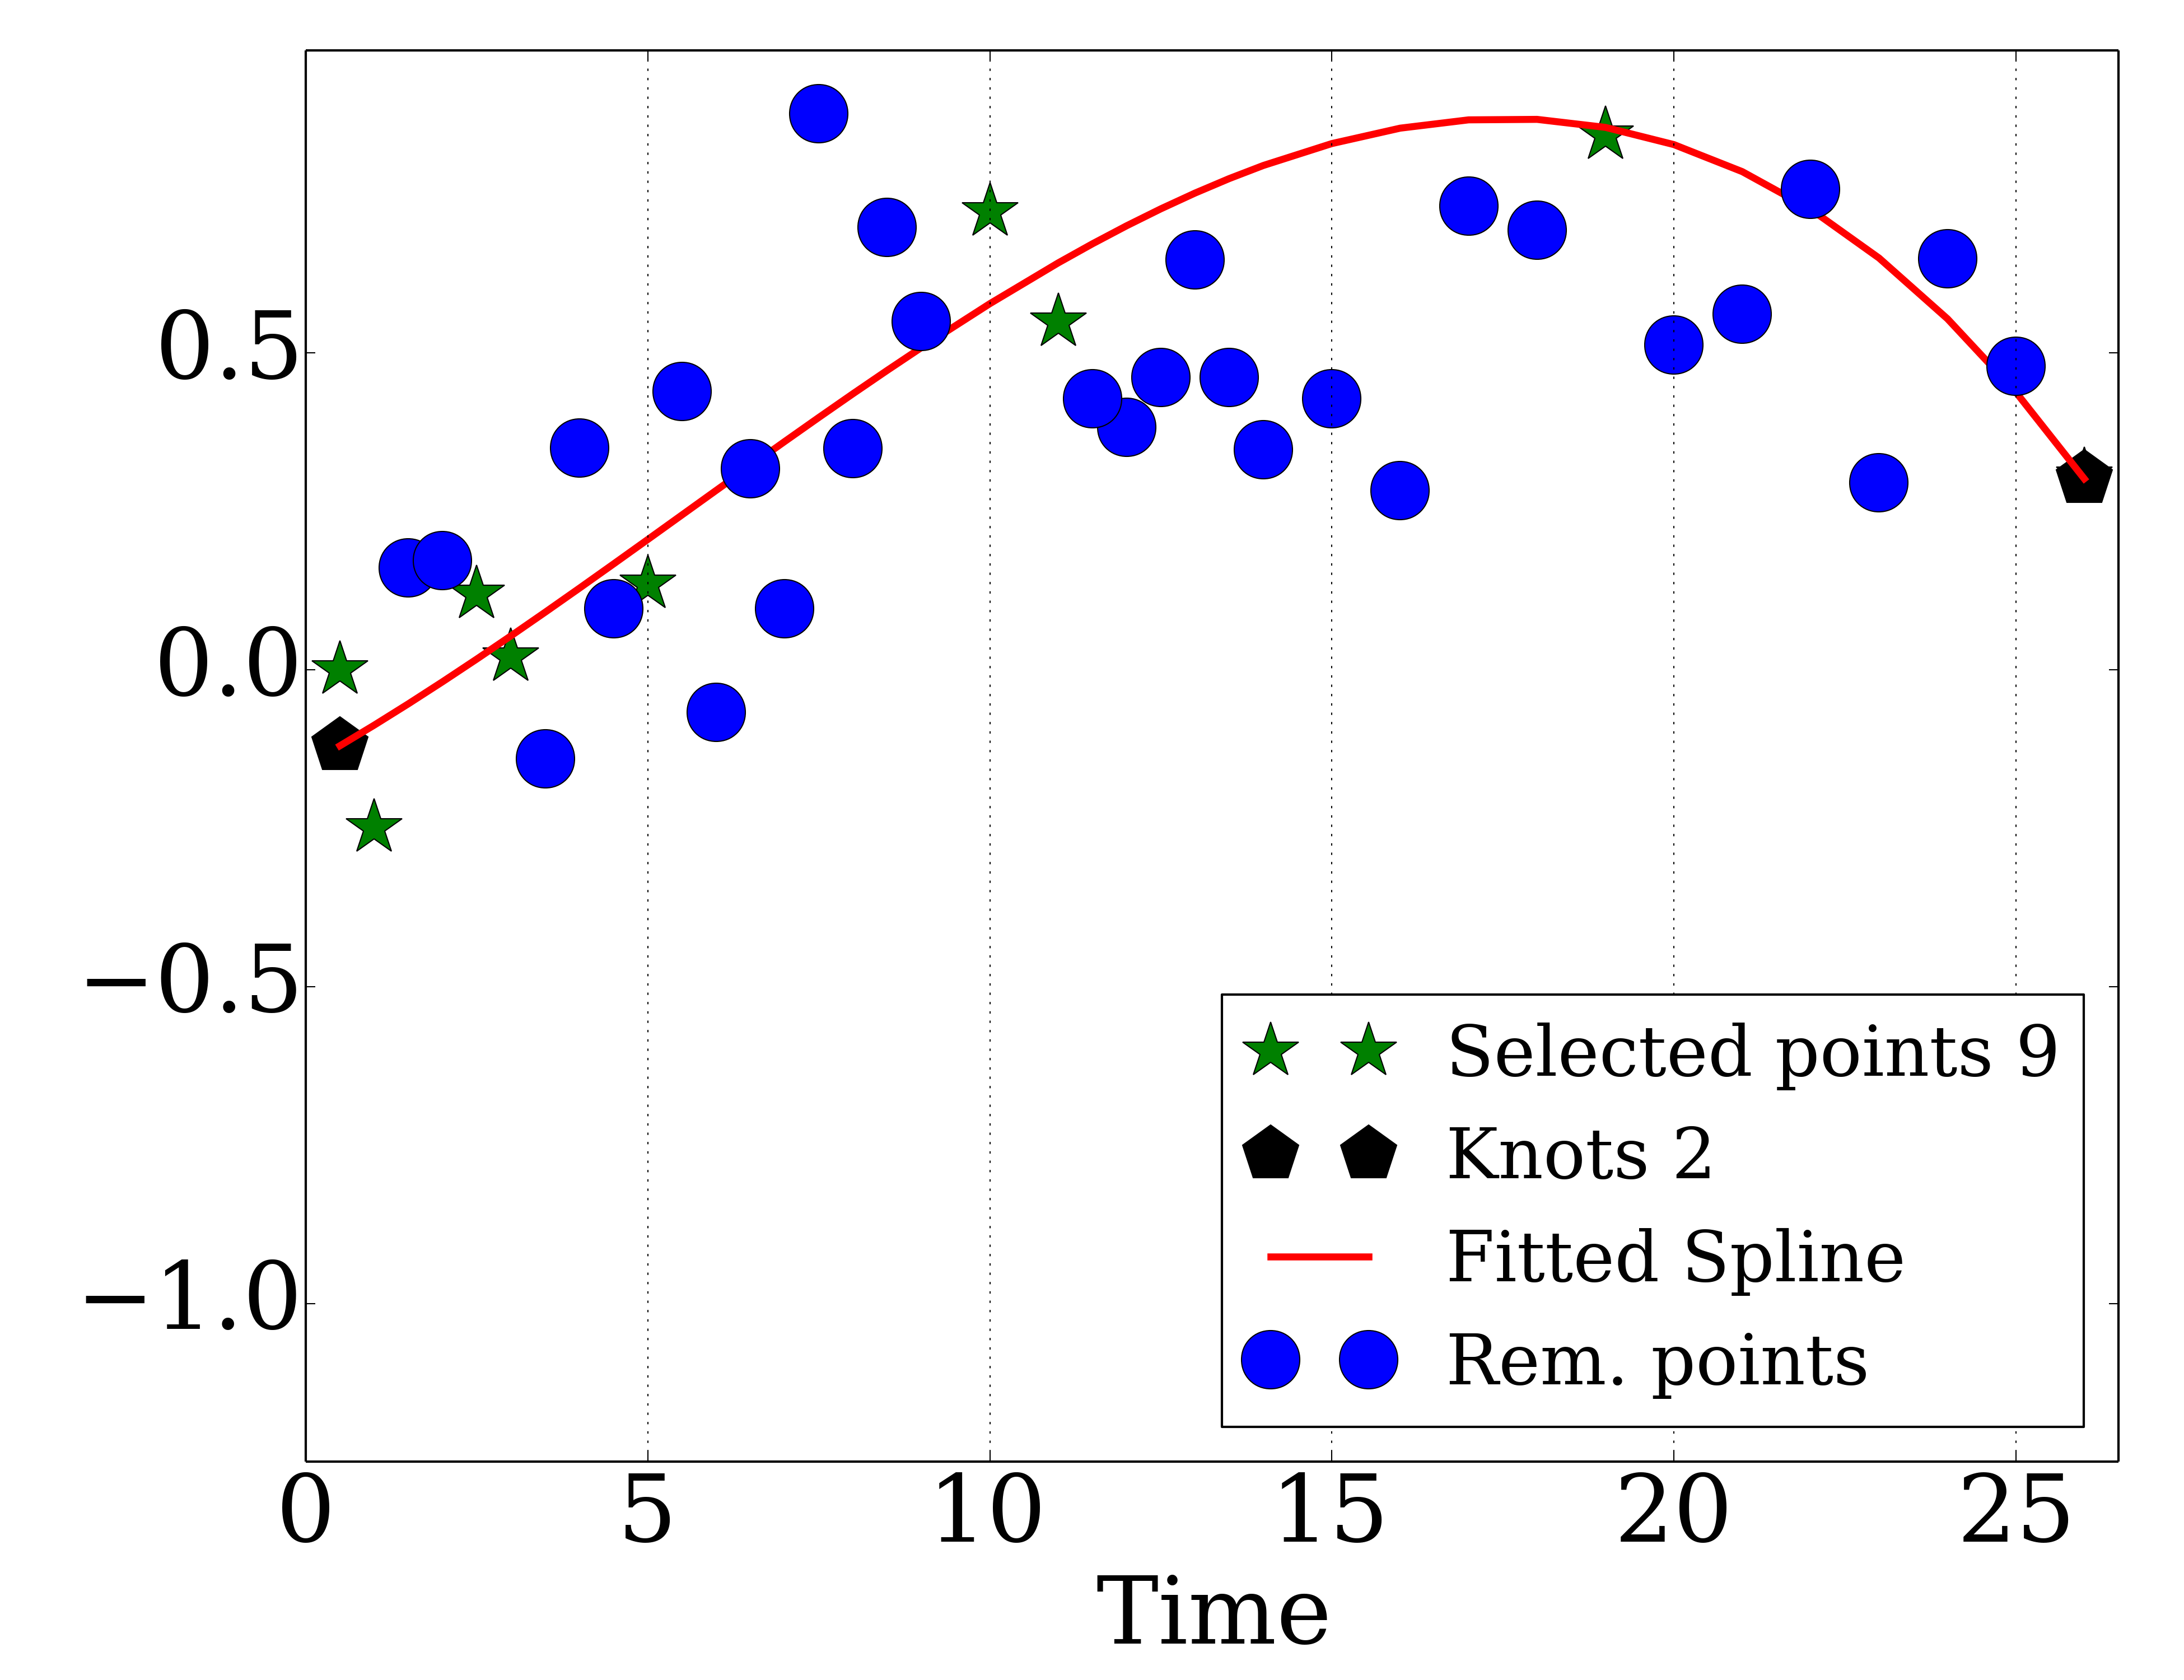 0.5
0.0
−0.5
−1.0
0 5 10 15 20 25
Time
Selected points 9
Knots 2
Fitted Spline
Rem. points